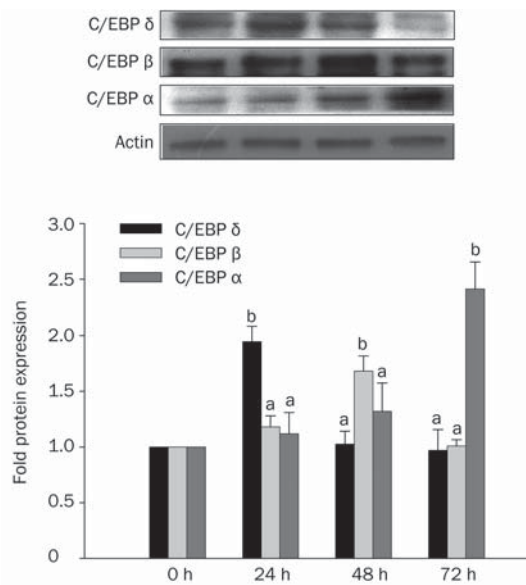 C/EBP δ
C/EBP β
C/EBP α
Actin
3.0
2.5
2.0
1.5
1.0
0.5
0
Fold protein expression
C/EBP δ
C/EBP β
C/EBP α
b
a
a
a
b
a
a
a
b
0 h
24 h
48 h
72 h